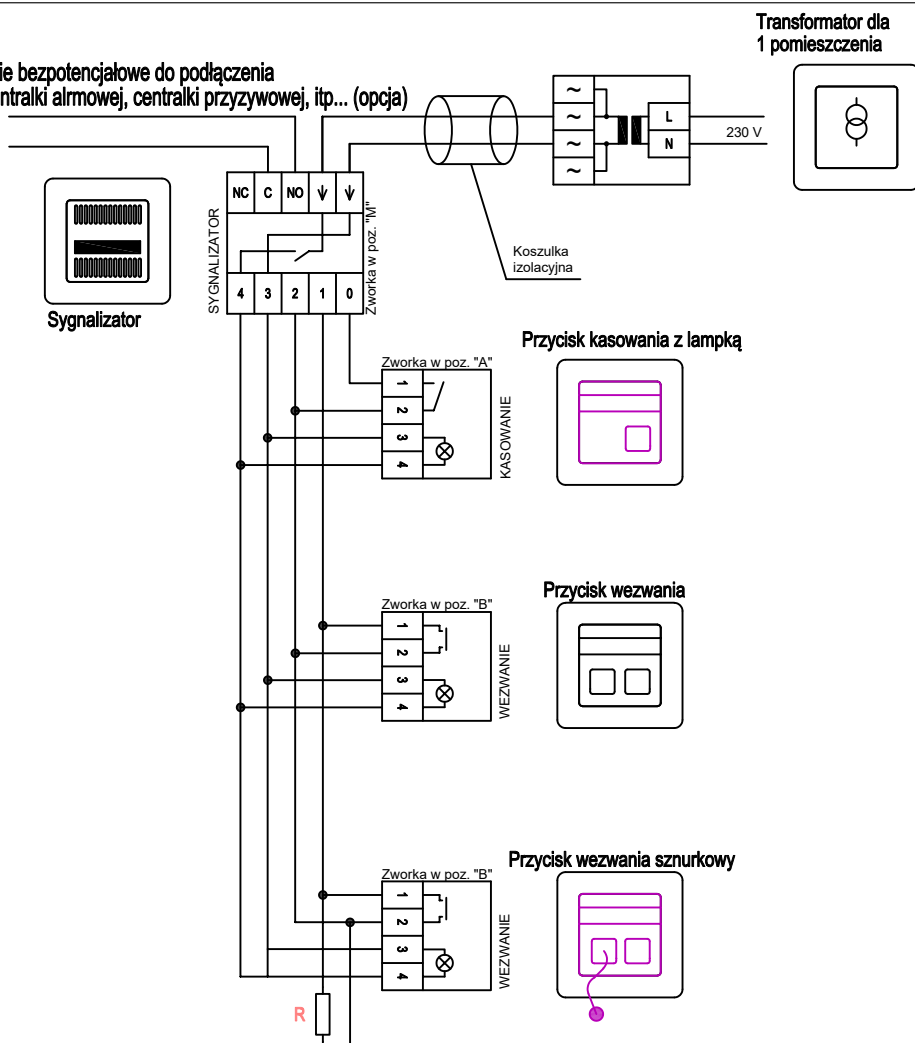 Transformator dla
1 pomieszczenia
ie bezpotencjałowe do podłączenia
ntralki alrmowej, centralki przyzywowej, itp... (opcja)
~
~
~
~
L
N
230 V
NC C NO
SYGNALIZATOR
Zworka w poz. "M"
4 3 2 1 0
Koszulka
izolacyjna
Sygnalizator
Przycisk kasowania z lampką
Zworka w poz. "A"
1
2
3
4
KASOWANIE
Przycisk wezwania
Zworka w poz. "B"
1
2
3
4
WEZWANIE
Przycisk wezwania sznurkowy
Zworka w poz. "B"
1
2
3
4
WEZWANIE
R